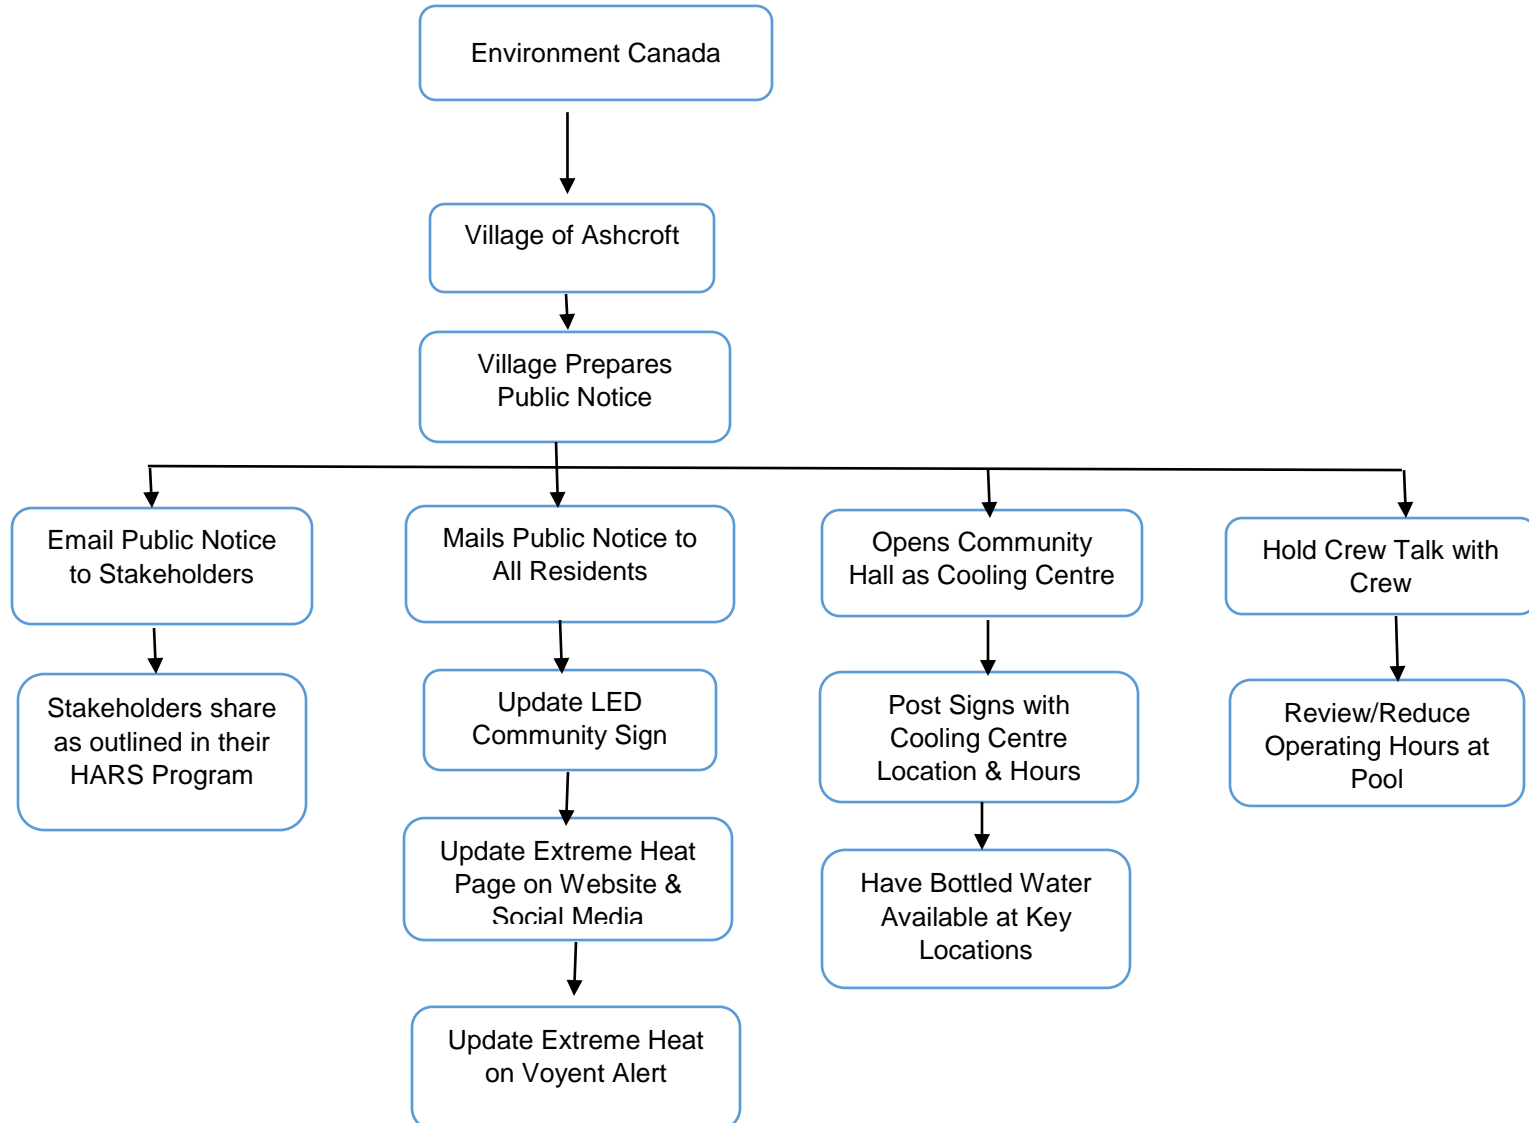 Environment Canada
Village of Ashcroft
Village Prepares
Public Notice
Email Public Notice
to Stakeholders
Mails Public Notice to
All Residents
Opens Community
Hall as Cooling Centre
Hold Crew Talk with
Crew
Stakeholders share
as outlined in their
HARS Program
Update LED
Community Sign
Post Signs with
Cooling Centre
Location & Hours
Review/Reduce
Operating Hours at
Pool
Update Extreme Heat
Page on Website &
Social Media
Have Bottled Water
Available at Key
Locations
Update Extreme Heat
on Voyent Alert